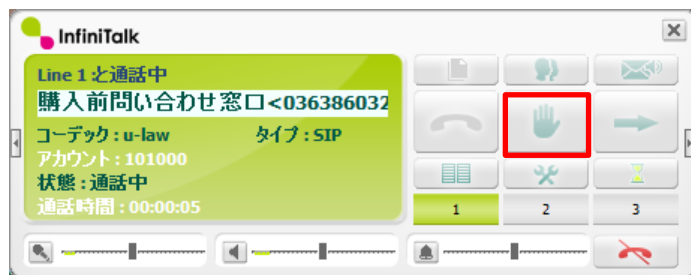 InfiniTalk
Line 1 と通話中
購入前問い合わせ窓口<036386032
コーデック : u-law タイプ : SIP
アカウント : 101000
状態 : 通話中
通話時間 : 00:00:05
1 2 3